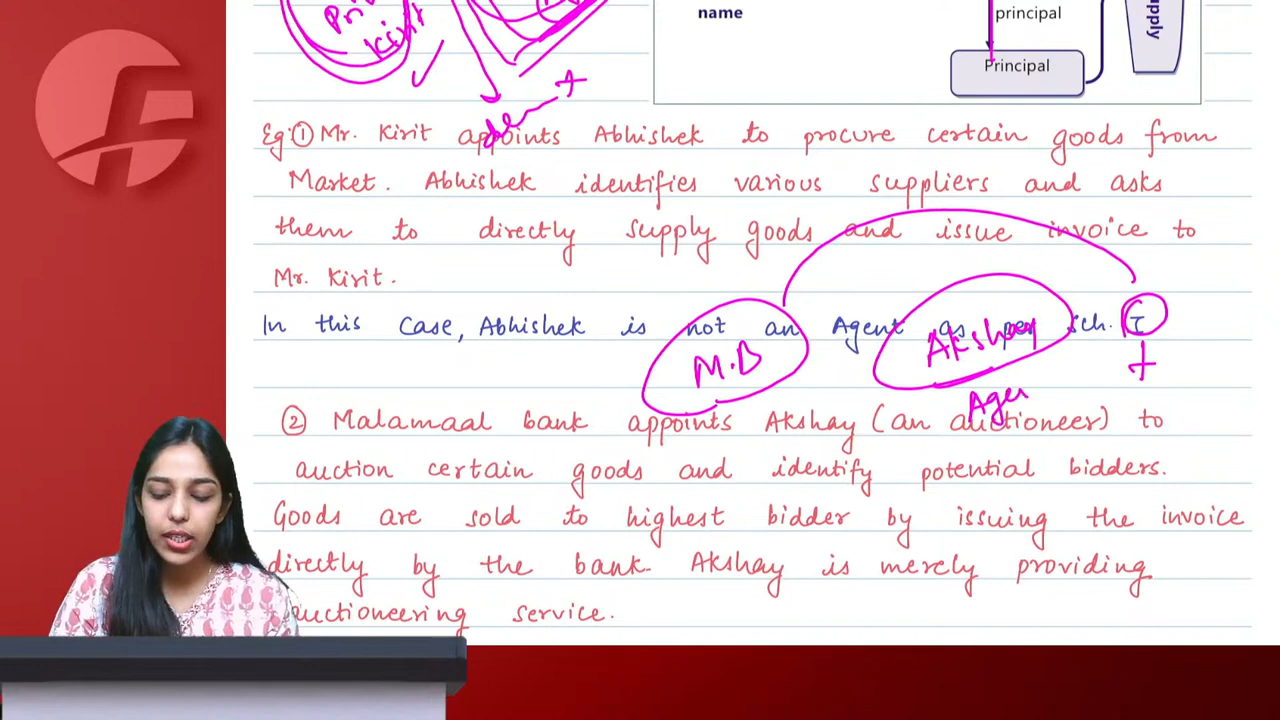 Prin
Kirit
name
principal
Principal
supply
Eg:① Mr. Kirit appoints Abhishek to procure certain goods from
Market. Abhishek identifies various suppliers and asks
them to directly supply goods and issue invoice to
Mr. Kirit.
In this case, Abhishek is not an Agent as per sch. I
M.B
Akshay
Agen
② Malamaal bank appoints Akshay (an auctioneer) to
auction certain goods and identify potential bidders.
Goods are sold to highest bidder by issuing the invoice
directly by the bank. Akshay is merely providing
auctioneering service.